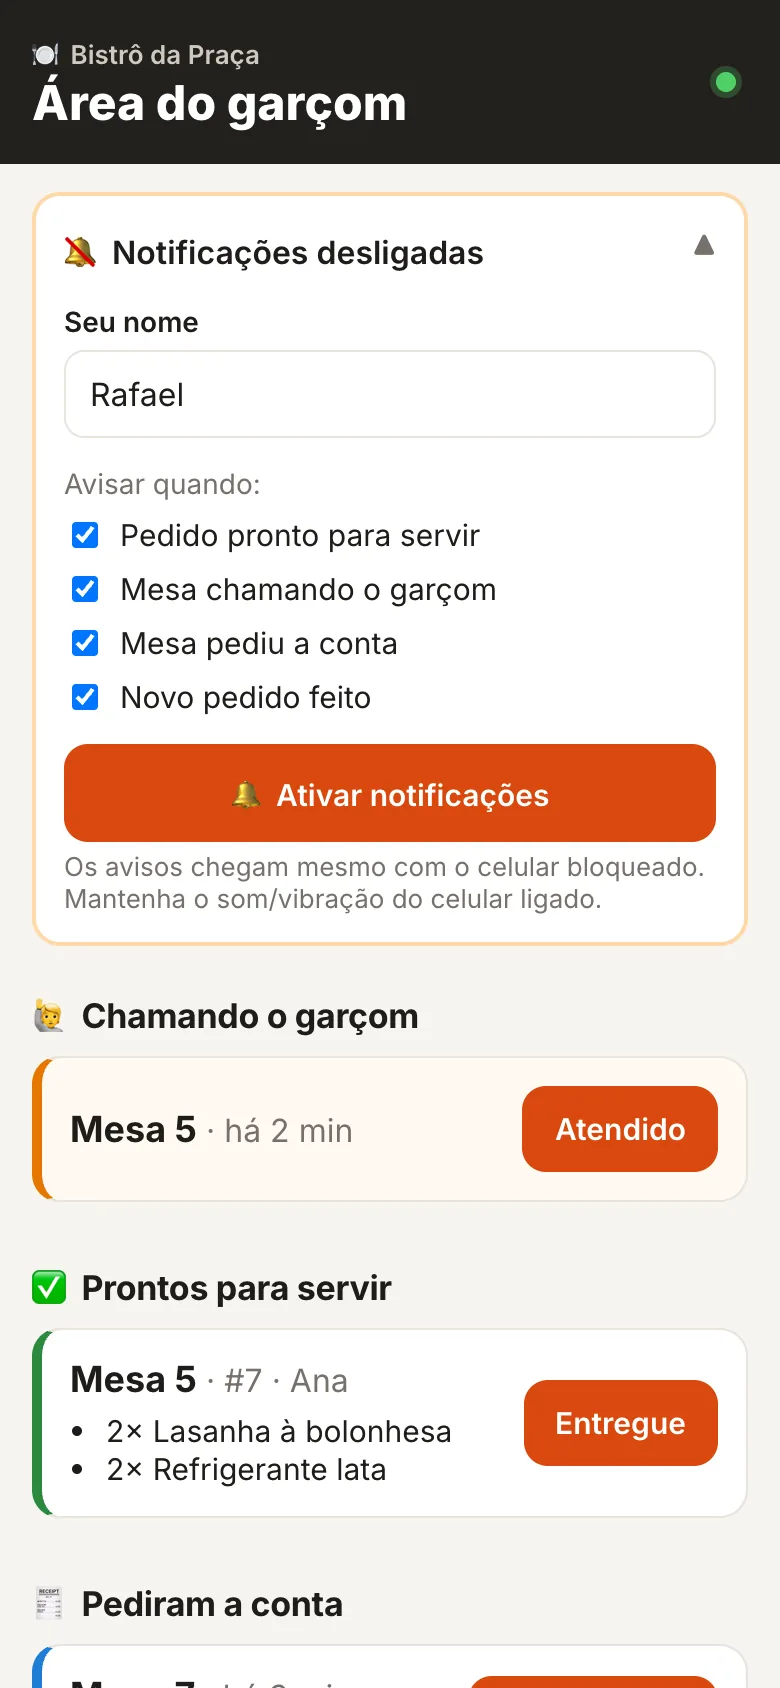 Bistrô da Praça
Área do garçom
Notificações desligadas
Seu nome
Rafael
Avisar quando:
Pedido pronto para servir
Mesa chamando o garçom
Mesa pediu a conta
Novo pedido feito
Ativar notificações
Os avisos chegam mesmo com o celular bloqueado.
Mantenha o som/vibração do celular ligado.
Chamando o garçom
Mesa 5 · há 2 min
Atendido
Prontos para servir
Mesa 5 · #7 · Ana
• 2× Lasanha à bolonhesa
• 2× Refrigerante lata
Entregue
RECEIPT
Pediram a conta